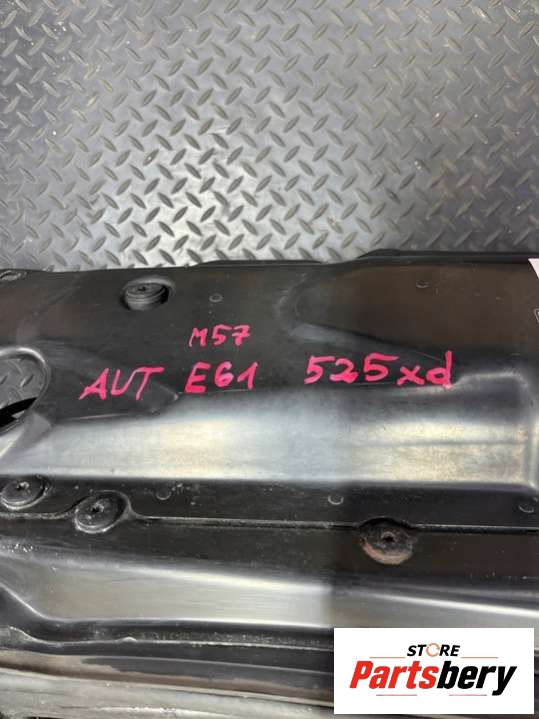 M57
AUT E61 525xd
STORE
Partsbery